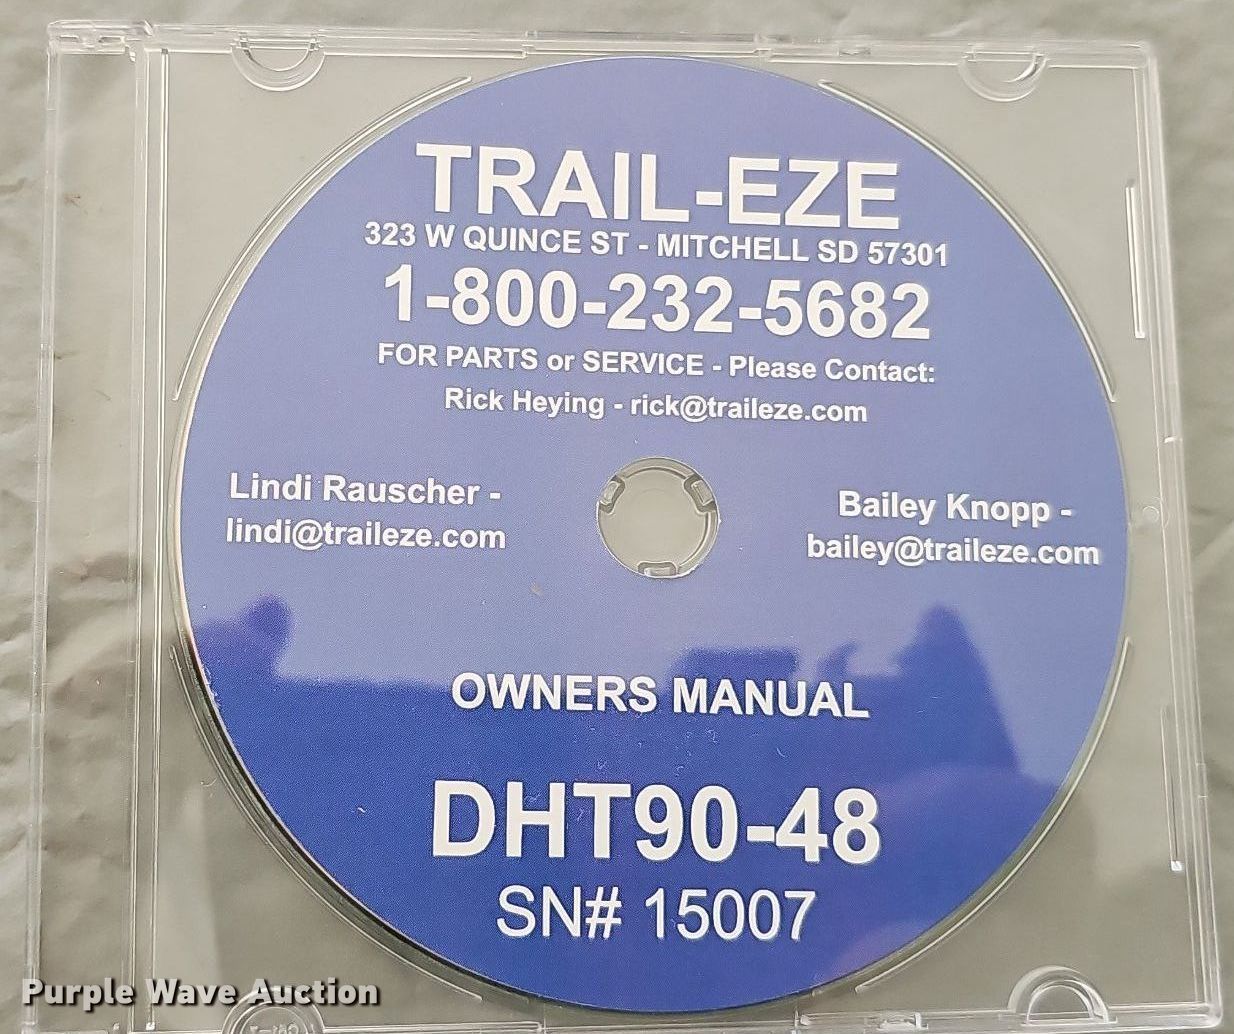 TRAIL-EZE
323 W QUINCE ST - MITCHELL SD 57301
1-800-232-5682
FOR PARTS or SERVICE - Please Contact:
Rick Heying - rick@traileze.com
Lindi Rauscher -
lindi@traileze.com
Bailey Knopp -
bailey@traileze.com
OWNERS MANUAL
DHT90-48
SN# 15007
Purple Wave Auction